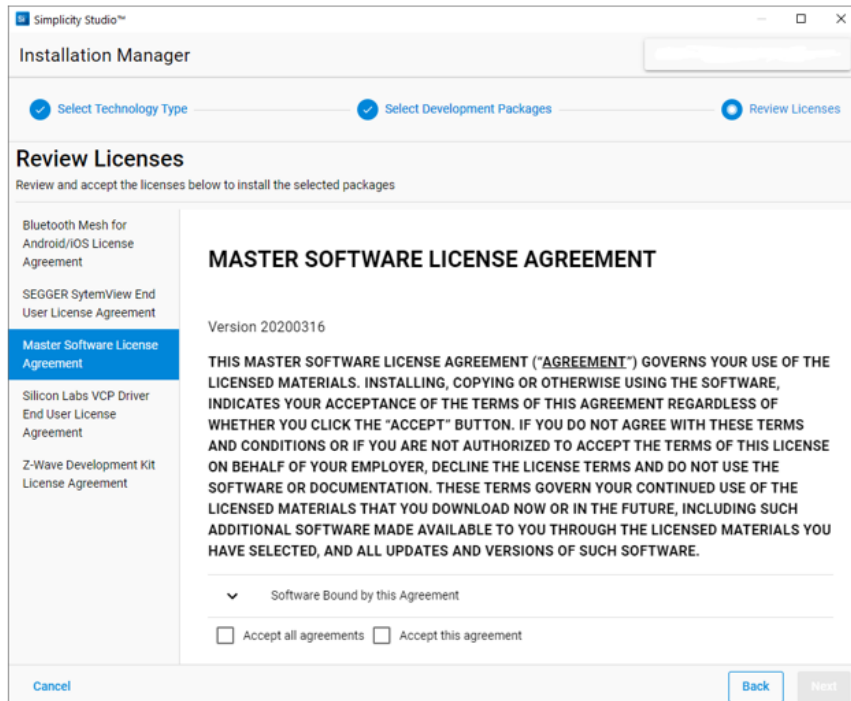 Simplicity Studio™
Installation Manager
Select Technology Type
Select Development Packages
Review Licenses
Review Licenses
Review and accept the licenses below to install the selected packages
Bluetooth Mesh for
Android/iOS License
Agreement
SEGGER SytemView End
User License Agreement
Master Software License
Agreement
Silicon Labs VCP Driver
End User License
Agreement
Z-Wave Development Kit
License Agreement
MASTER SOFTWARE LICENSE AGREEMENT
Version 20200316
THIS MASTER SOFTWARE LICENSE AGREEMENT (“AGREEMENT”) GOVERNS YOUR USE OF THE
LICENSED MATERIALS. INSTALLING, COPYING OR OTHERWISE USING THE SOFTWARE,
INDICATES YOUR ACCEPTANCE OF THE TERMS OF THIS AGREEMENT REGARDLESS OF
WHETHER YOU CLICK THE “ACCEPT” BUTTON. IF YOU DO NOT AGREE WITH THESE TERMS
AND CONDITIONS OR IF YOU ARE NOT AUTHORIZED TO ACCEPT THE TERMS OF THIS LICENSE
ON BEHALF OF YOUR EMPLOYER, DECLINE THE LICENSE TERMS AND DO NOT USE THE
SOFTWARE OR DOCUMENTATION. THESE TERMS GOVERN YOUR CONTINUED USE OF THE
LICENSED MATERIALS THAT YOU DOWNLOAD NOW OR IN THE FUTURE, INCLUDING SUCH
ADDITIONAL SOFTWARE MADE AVAILABLE TO YOU THROUGH THE LICENSED MATERIALS YOU
HAVE SELECTED, AND ALL UPDATES AND VERSIONS OF SUCH SOFTWARE.
Software Bound by this Agreement
Accept all agreements Accept this agreement
Cancel Back Next